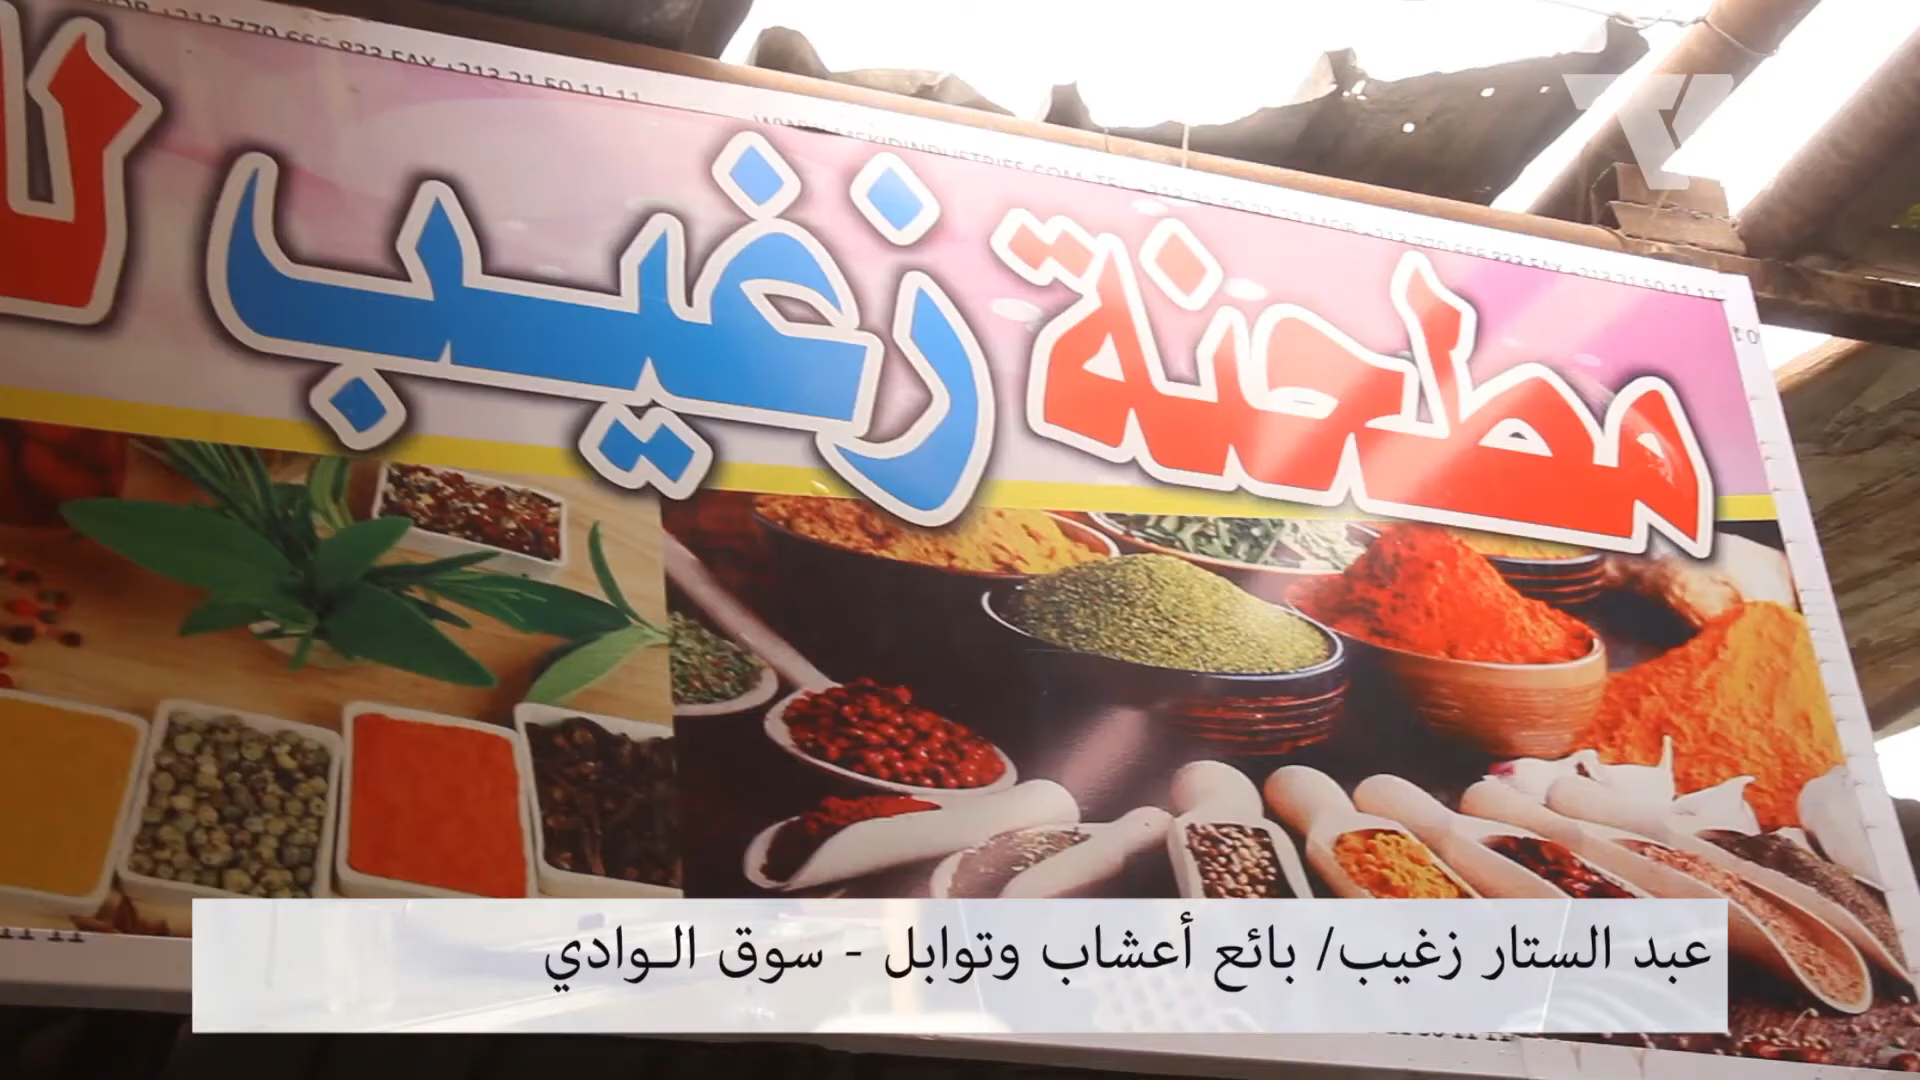 مطحنة زغيب
عبد الستار زغيب/ بائع أعشاب وتوابل - سوق الـوادي